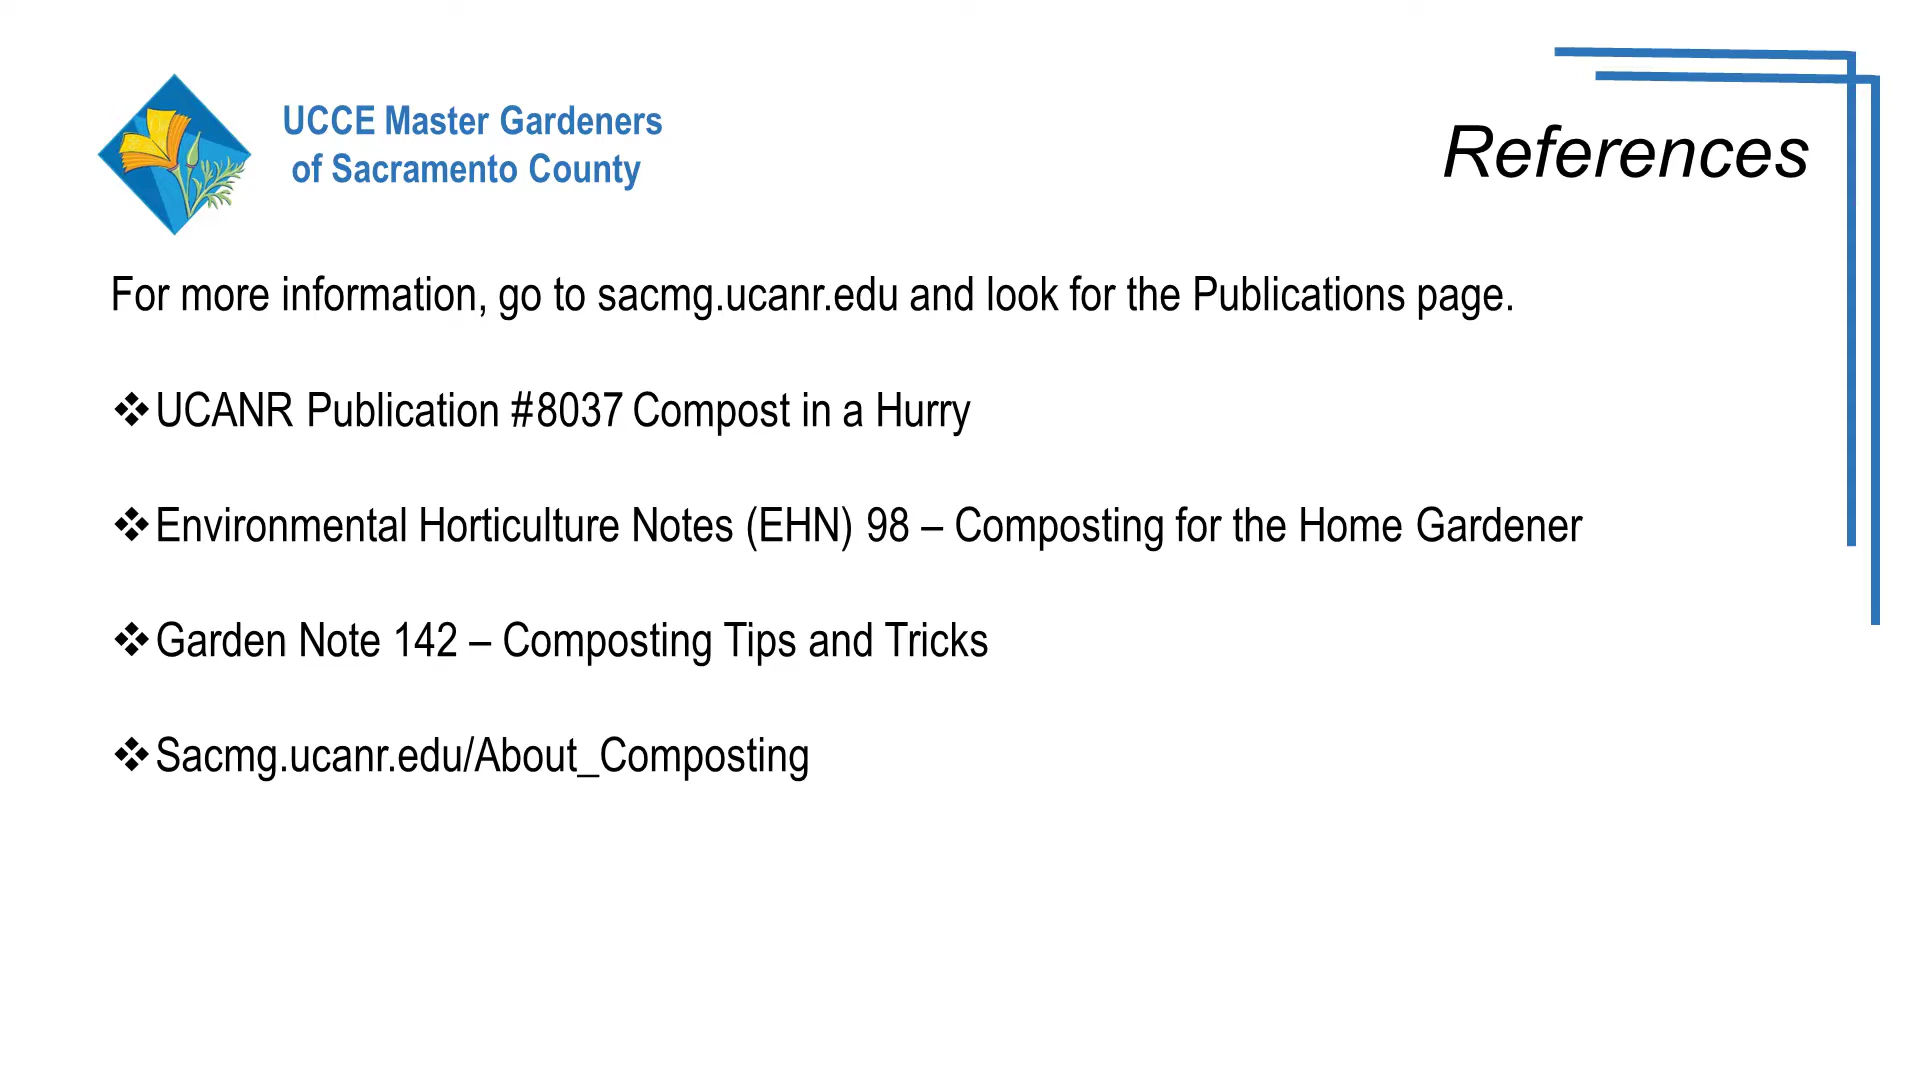 UCCE Master Gardeners
of Sacramento County
References
For more information, go to sacmg.ucanr.edu and look for the Publications page.
❖UCANR Publication #8037 Compost in a Hurry
❖Environmental Horticulture Notes (EHN) 98 – Composting for the Home Gardener
❖Garden Note 142 – Composting Tips and Tricks
❖Sacmg.ucanr.edu/About_Composting